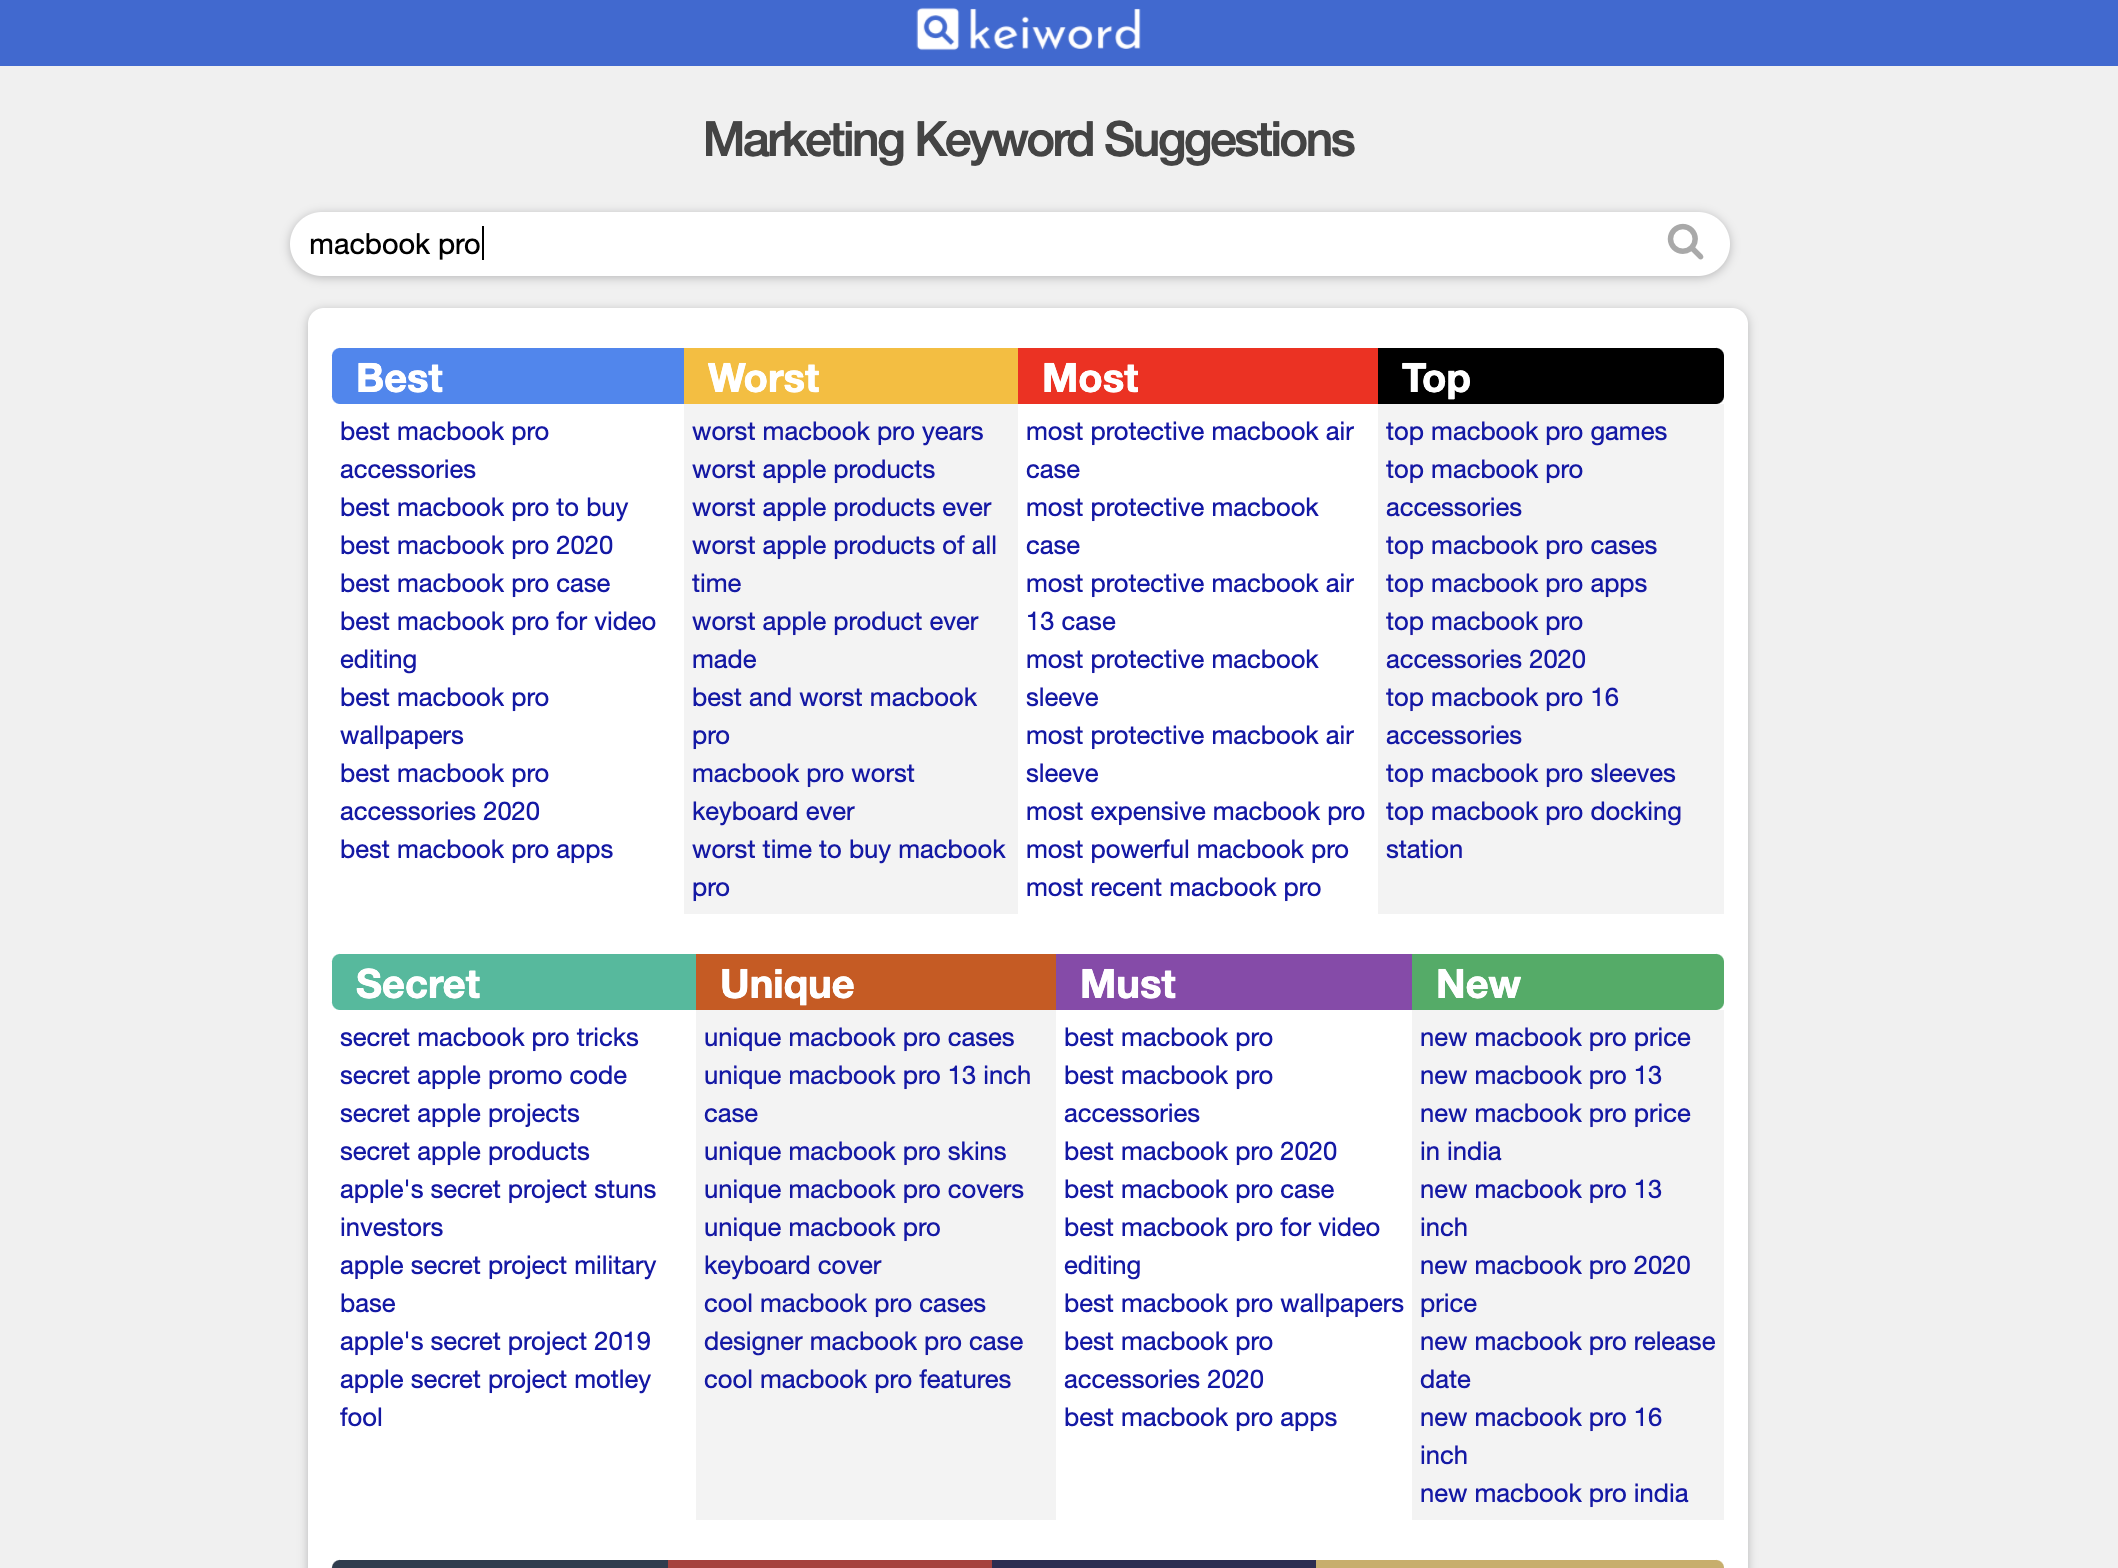 keiword
Marketing Keyword Suggestions
macbook pro
Best
best macbook pro
accessories
best macbook pro to buy
best macbook pro 2020
best macbook pro case
best macbook pro for video
editing
best macbook pro
wallpapers
best macbook pro
accessories 2020
best macbook pro apps
Worst
worst macbook pro years
worst apple products
worst apple products ever
worst apple products of all
time
worst apple product ever
made
best and worst macbook
pro
macbook pro worst
keyboard ever
worst time to buy macbook
pro
Most
most protective macbook air
case
most protective macbook
case
most protective macbook air
13 case
most protective macbook
sleeve
most protective macbook air
sleeve
most expensive macbook pro
most powerful macbook pro
most recent macbook pro
Top
top macbook pro games
top macbook pro
accessories
top macbook pro cases
top macbook pro apps
top macbook pro
accessories 2020
top macbook pro 16
accessories
top macbook pro sleeves
top macbook pro docking
station
Secret
secret macbook pro tricks
secret apple promo code
secret apple projects
secret apple products
apple's secret project stuns
investors
apple secret project military
base
apple's secret project 2019
apple secret project motley
fool
Unique
unique macbook pro cases
unique macbook pro 13 inch
case
unique macbook pro skins
unique macbook pro covers
unique macbook pro
keyboard cover
cool macbook pro cases
designer macbook pro case
cool macbook pro features
Must
best macbook pro
best macbook pro
accessories
best macbook pro 2020
best macbook pro case
best macbook pro for video
editing
best macbook pro wallpapers
best macbook pro
accessories 2020
best macbook pro apps
New
new macbook pro price
new macbook pro 13
new macbook pro price
in india
new macbook pro 13
inch
new macbook pro 2020
price
new macbook pro release
date
new macbook pro 16
inch
new macbook pro india